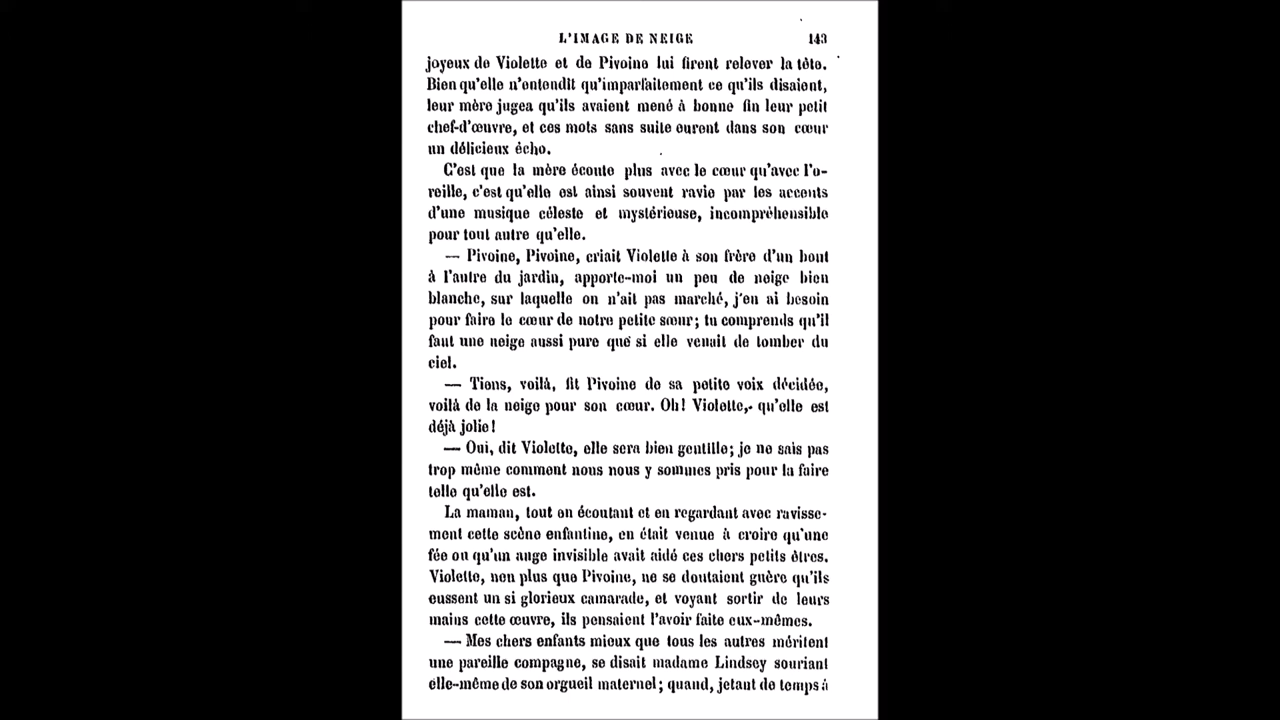 L'IMAGE DE NEIGE 143
joyeux de Violette et de Pivoine lui firent relever la tête.
Bien qu'elle n'entendît qu'imparfaitement ce qu'ils disaient,
leur mère jugea qu'ils avaient mené à bonne fin leur petit
chef-d'œuvre, et ces mots sans suite eurent dans son cœur
un délicieux écho.
C'est que la mère écoute plus avec le cœur qu'avec l'o-
reille, c'est qu'elle est ainsi souvent ravie par les accents
d'une musique céleste et mystérieuse, incompréhensible
pour tout autre qu'elle.
— Pivoine, Pivoine, criait Violette à son frère d'un bout
à l'autre du jardin, apporte-moi un peu de neige bien
blanche, sur laquelle on n'ait pas marché, j'en ai besoin
pour faire le cœur de notre petite sœur; tu comprends qu'il
faut une neige aussi pure que si elle venait de tomber du
ciel.
— Tiens, voilà, fit Pivoine de sa petite voix décidée,
voilà de la neige pour son cœur. Oh! Violette, qu'elle est
déjà jolie!
— Oui, dit Violette, elle sera bien gentille; je ne sais pas
trop même comment nous nous y sommes pris pour la faire
telle qu'elle est.
La maman, tout en écoutant et en regardant avec ravisse-
ment cette scène enfantine, en était venue à croire qu'une
fée ou qu'un ange invisible avait aidé ces chers petits êtres.
Violette, non plus que Pivoine, ne se doutaient guère qu'ils
eussent un si glorieux camarade, et voyant sortir de leurs
mains cette œuvre, ils pensaient l'avoir faite eux-mêmes.
— Mes chers enfants mieux que tous les autres méritent
une pareille compagne, se disait madame Lindsey souriant
elle-même de son orgueil maternel; quand, jetant de temps à